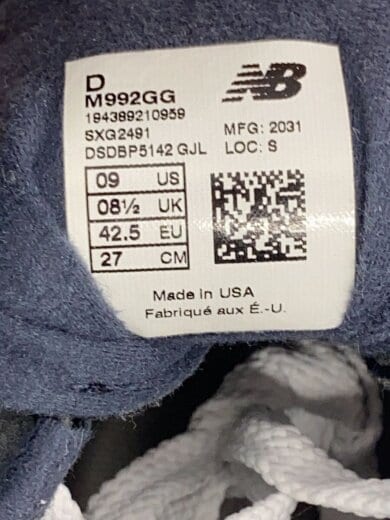 D
NB
M992GG
194389210959
SXG2491
MFG: 2031
DSDBP5142 GJL
LOC: S
09 US
08½ UK
42.5 EU
27 CM
Made in USA
Fabriqué aux É.-U.